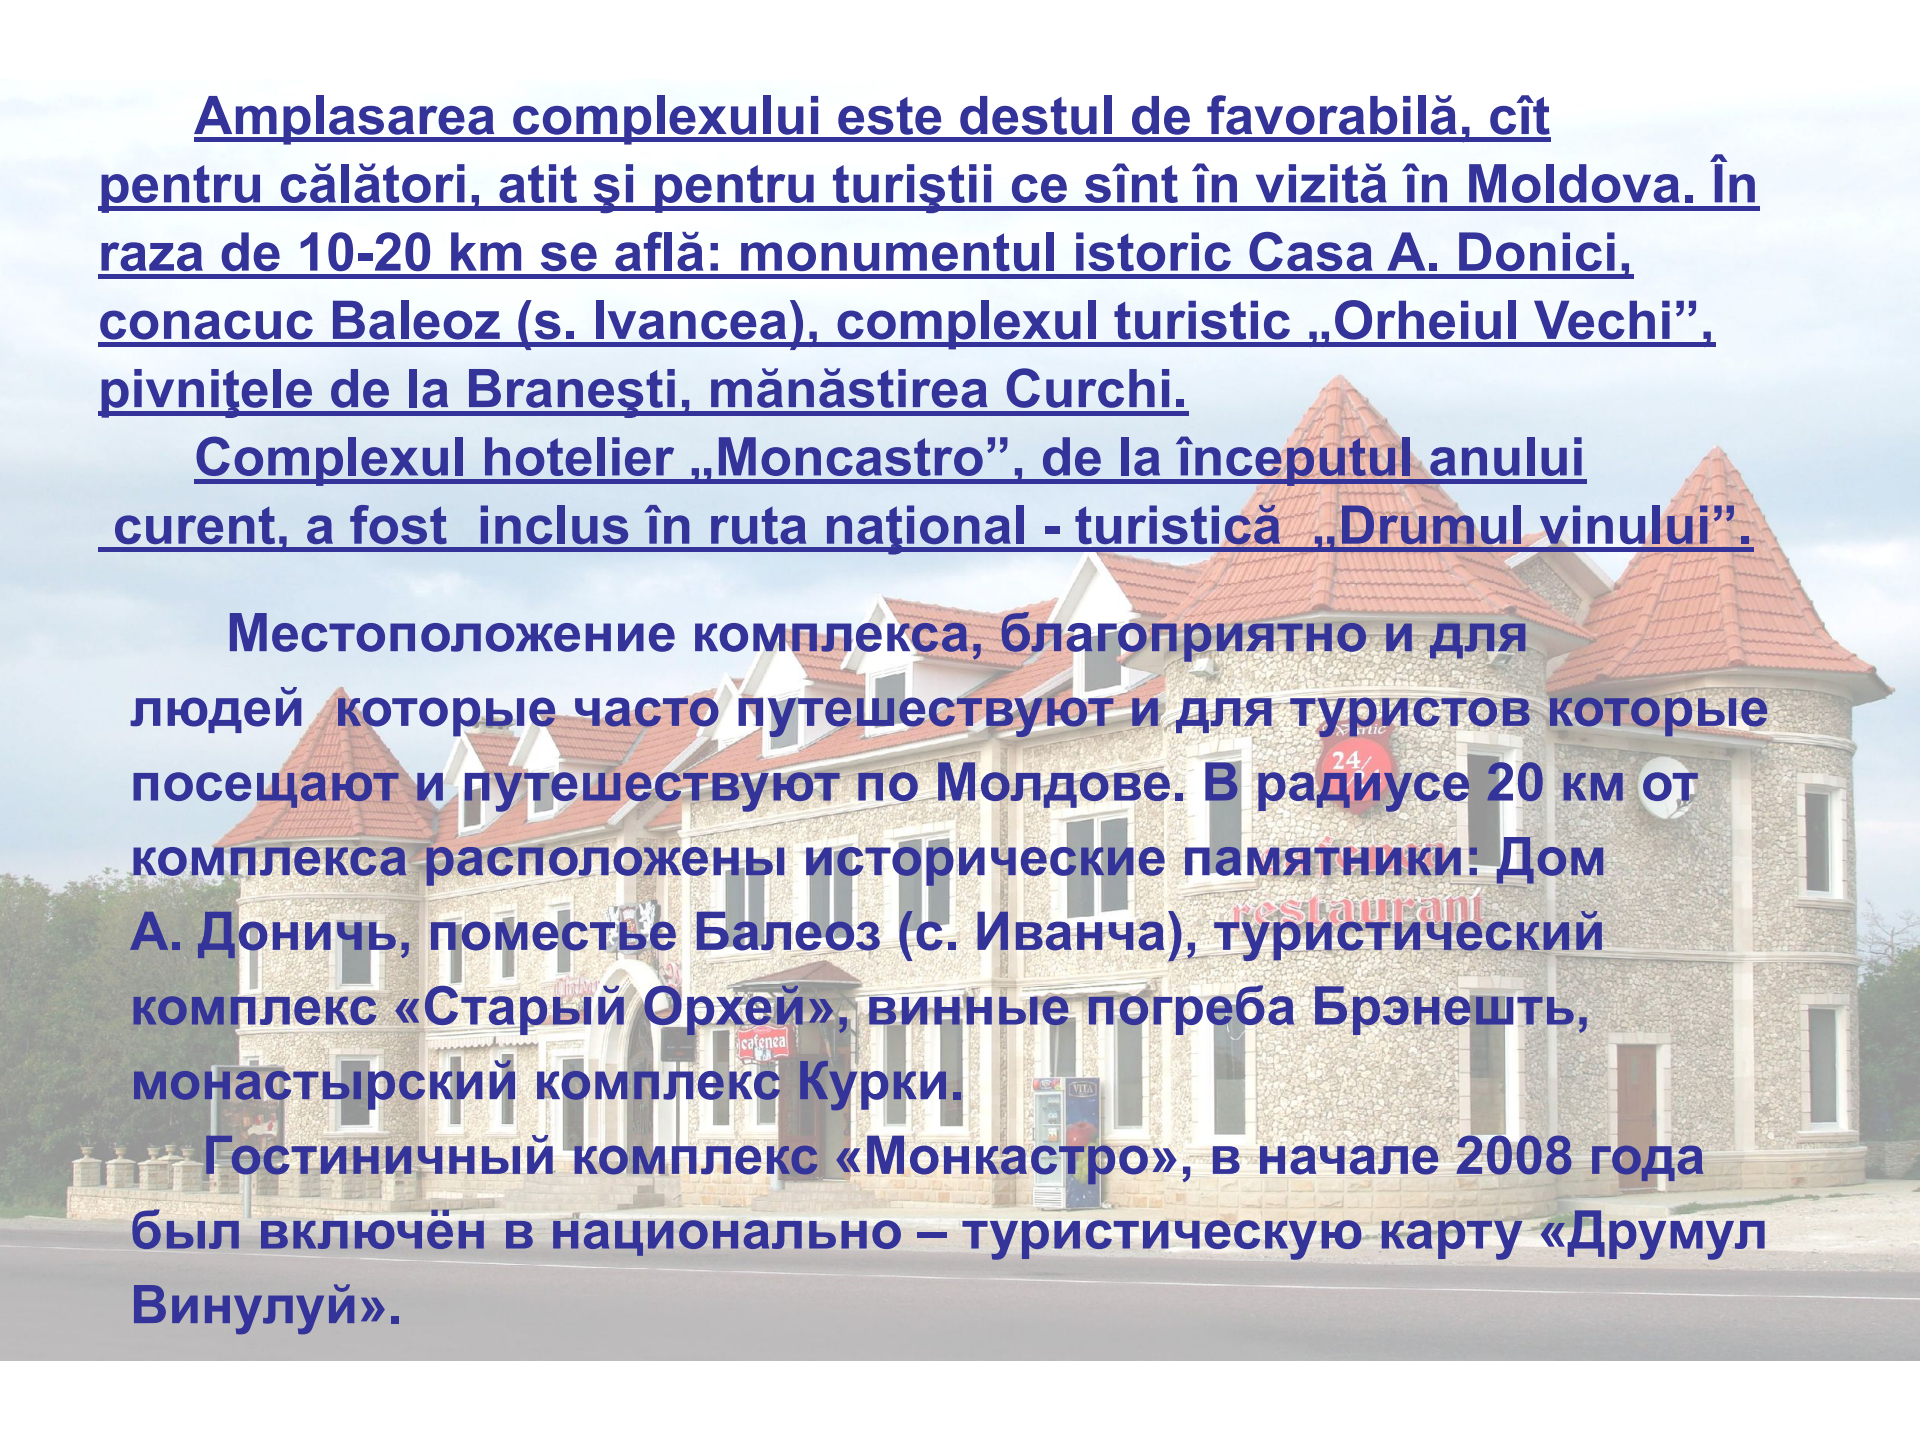 Amplasarea complexului este destul de favorabilă, cît
pentru călători, atit şi pentru turiştii ce sînt în vizită în Moldova. În
raza de 10-20 km se află: monumentul istoric Casa A. Donici,
conacuc Baleoz (s. Ivancea), complexul turistic „Orheiul Vechi”,
pivniţele de la Braneşti, mănăstirea Curchi.
Complexul hotelier „Moncastro”, de la începutul anului
curent, a fost inclus în ruta naţional - turistică „Drumul vinului”.
Местоположение комплекса, благоприятно и для
людей которые часто путешествуют и для туристов которые
посещают и путешествуют по Молдове. В радиусе 20 км от
комплекса расположены исторические памятники: Дом
А. Доничь, поместье Балеоз (с. Иванча), туристический
комплекс «Старый Орхей», винные погреба Брэнешть,
монастырский комплекс Курки.
Гостиничный комплекс «Монкастро», в начале 2008 года
был включён в национально – туристическую карту «Друмул
Винулуй».
24/
restaurant
cafenea
VITA